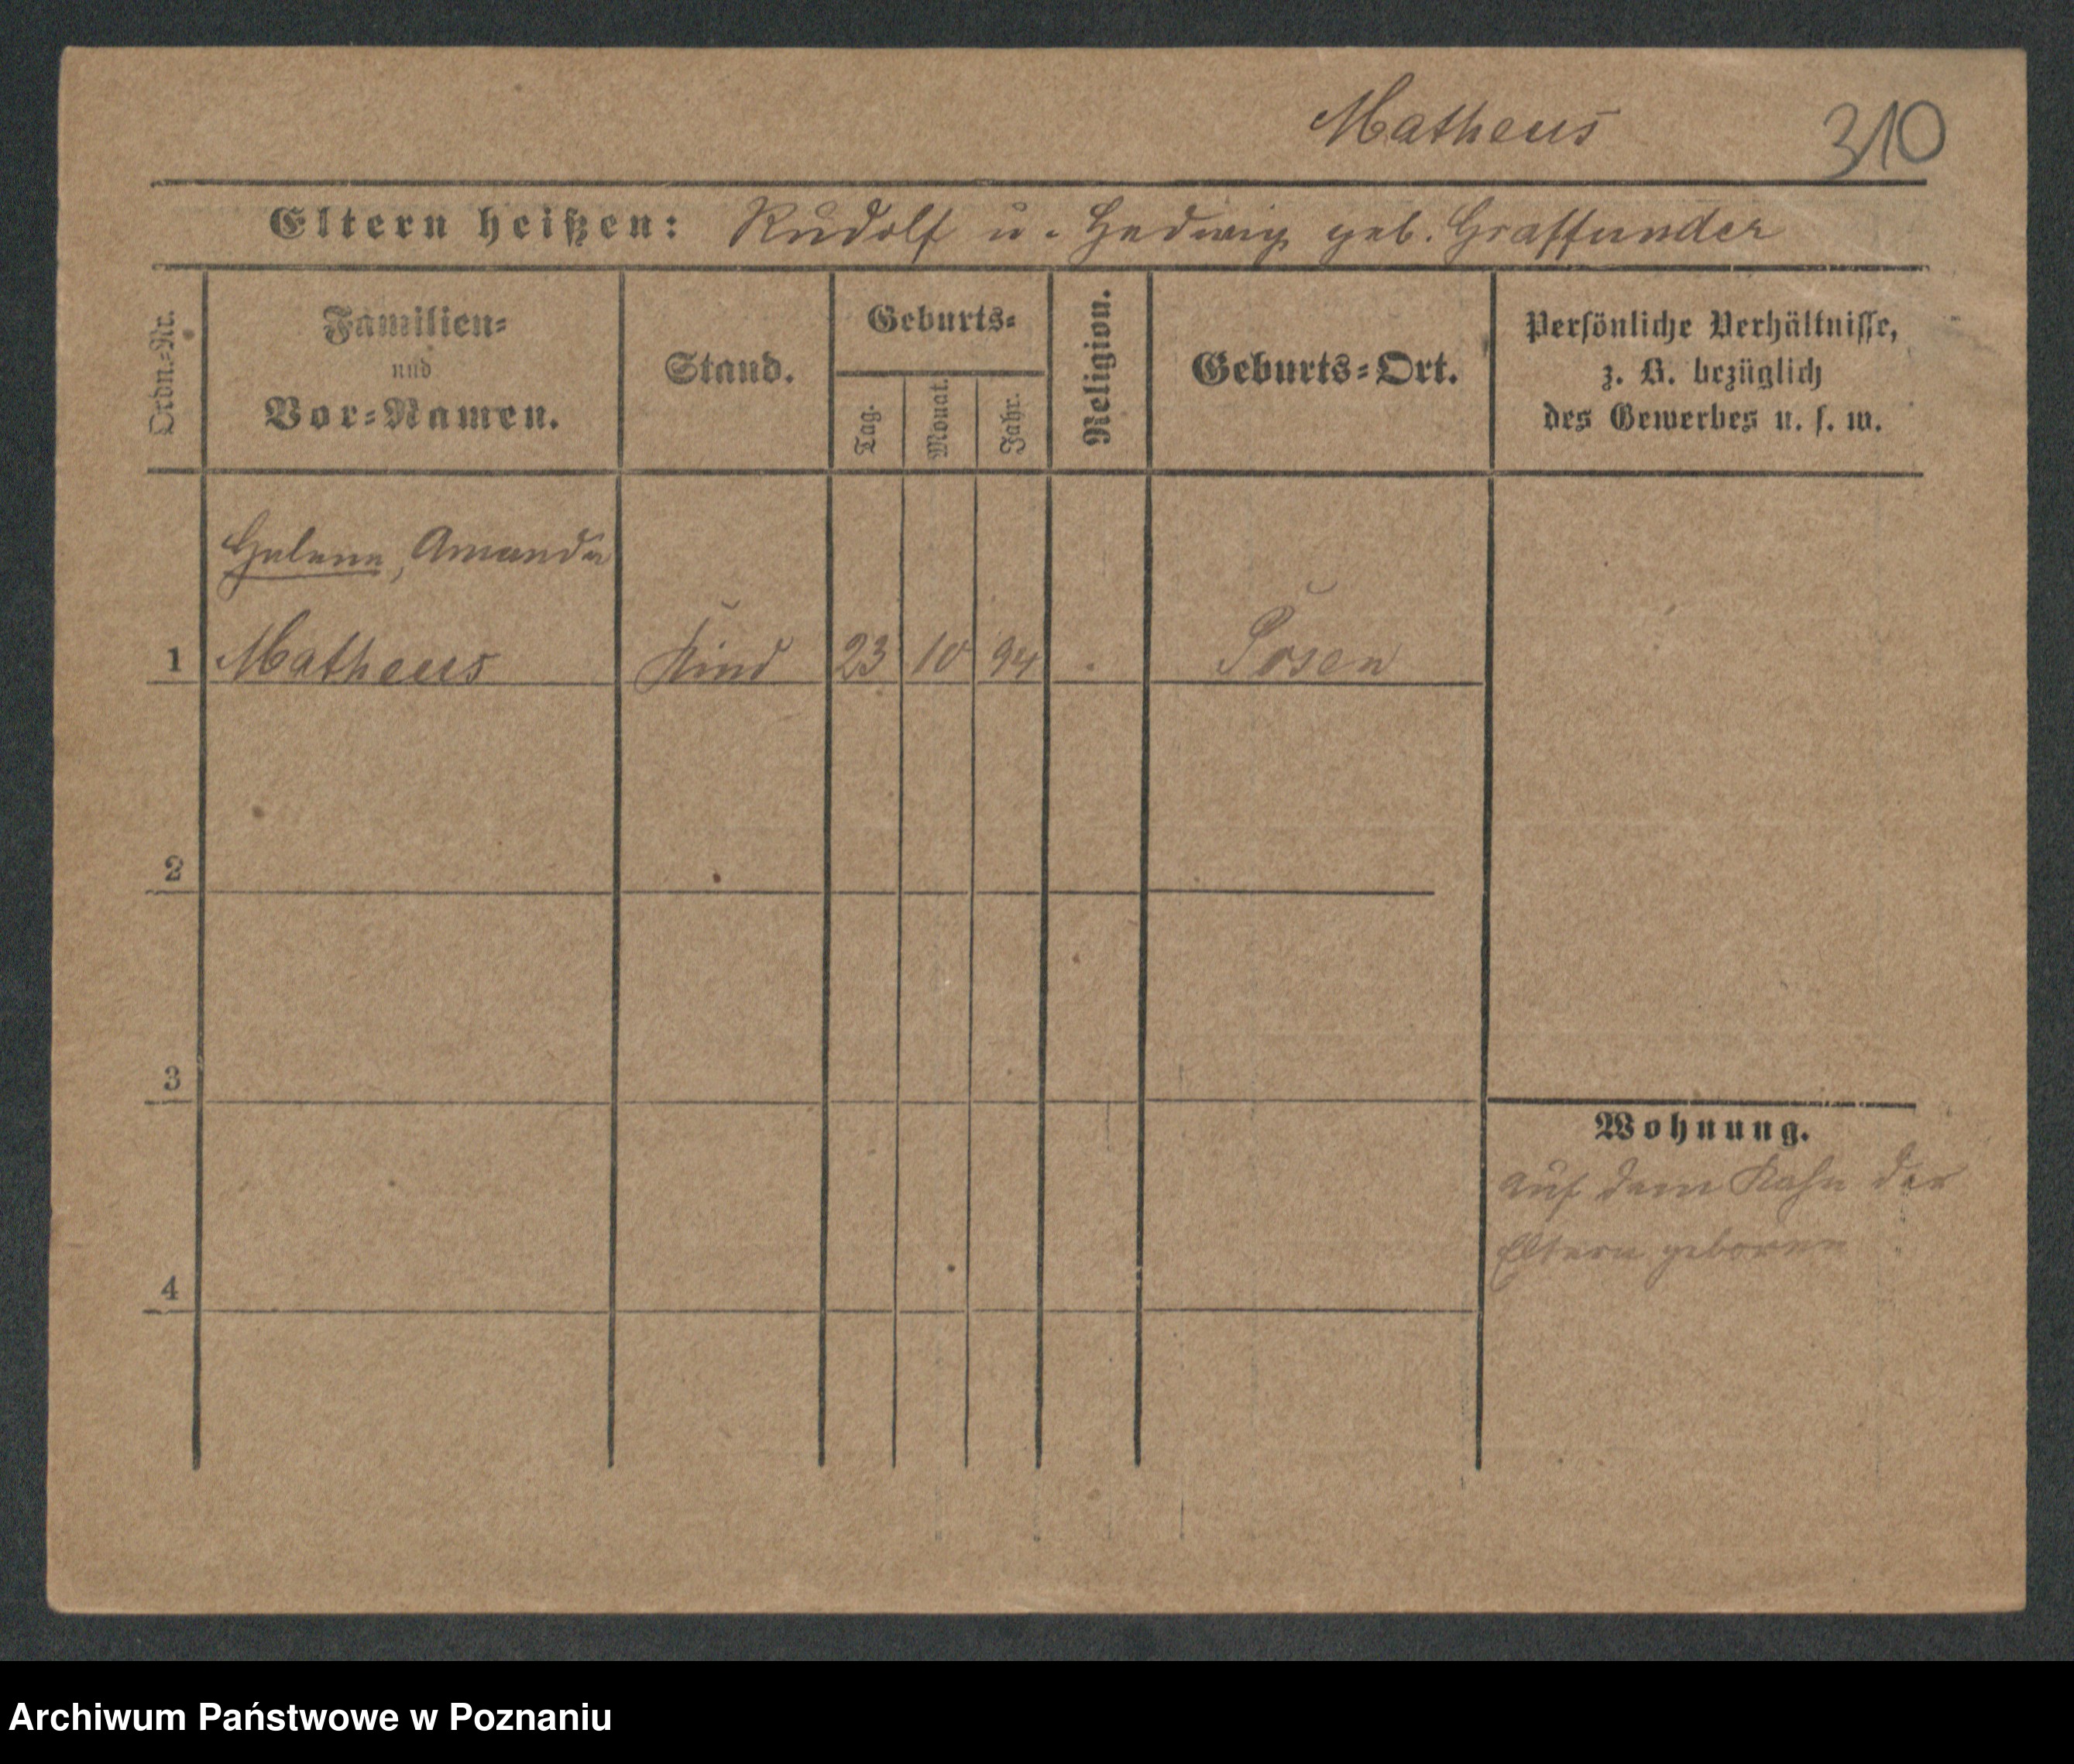 Matheus 310
Eltern heißen: Rudolf u. Hedwig geb. Graffunder
Ordn.-Nr.
Familien-
und
Vor-Namen.
Stand.
Geburts-
Tag.
Monat.
Jahr.
Religion.
Geburts-Ort.
Persönliche Verhältnisse,
z. B. bezüglich
des Gewerbes u. s. w.
Helene, Amanda
1 Matheus Kind 23 10 94 . Posen
2
3
4
Wohnung.
auf dem Kahn der
Eltern geboren
Archiwum Państwowe w Poznaniu